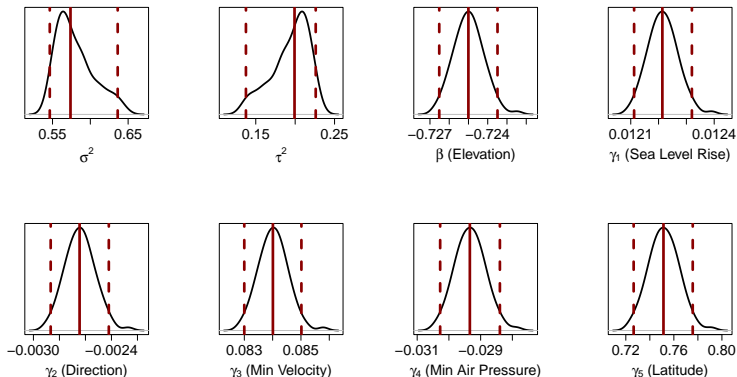 0.55 0.65
σ²
0.15 0.25
τ²
−0.727 −0.724
β (Elevation)
0.0121 0.0124
γ₁ (Sea Level Rise)
−0.0030 −0.0024
γ₂ (Direction)
0.083 0.085
γ₃ (Min Velocity)
−0.031 −0.029
γ₄ (Min Air Pressure)
0.72 0.76 0.80
γ₅ (Latitude)